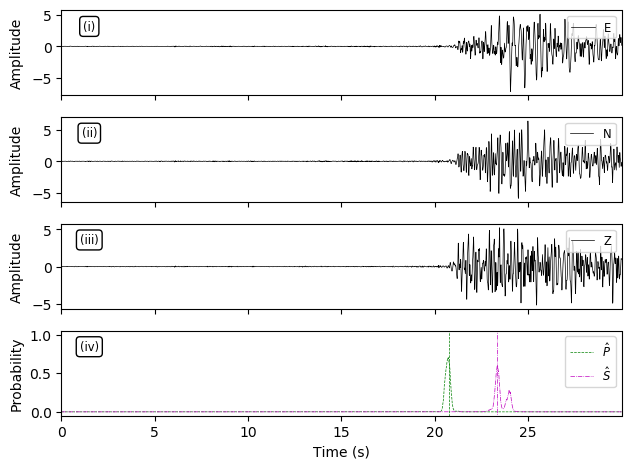 (i)
E
5
0
−5
Amplitude
(ii)
N
5
0
−5
Amplitude
(iii)
Z
5
0
−5
Amplitude
(iv)
P̂
Ŝ
1.0
0.5
0.0
Probability
0 5 10 15 20 25
Time (s)